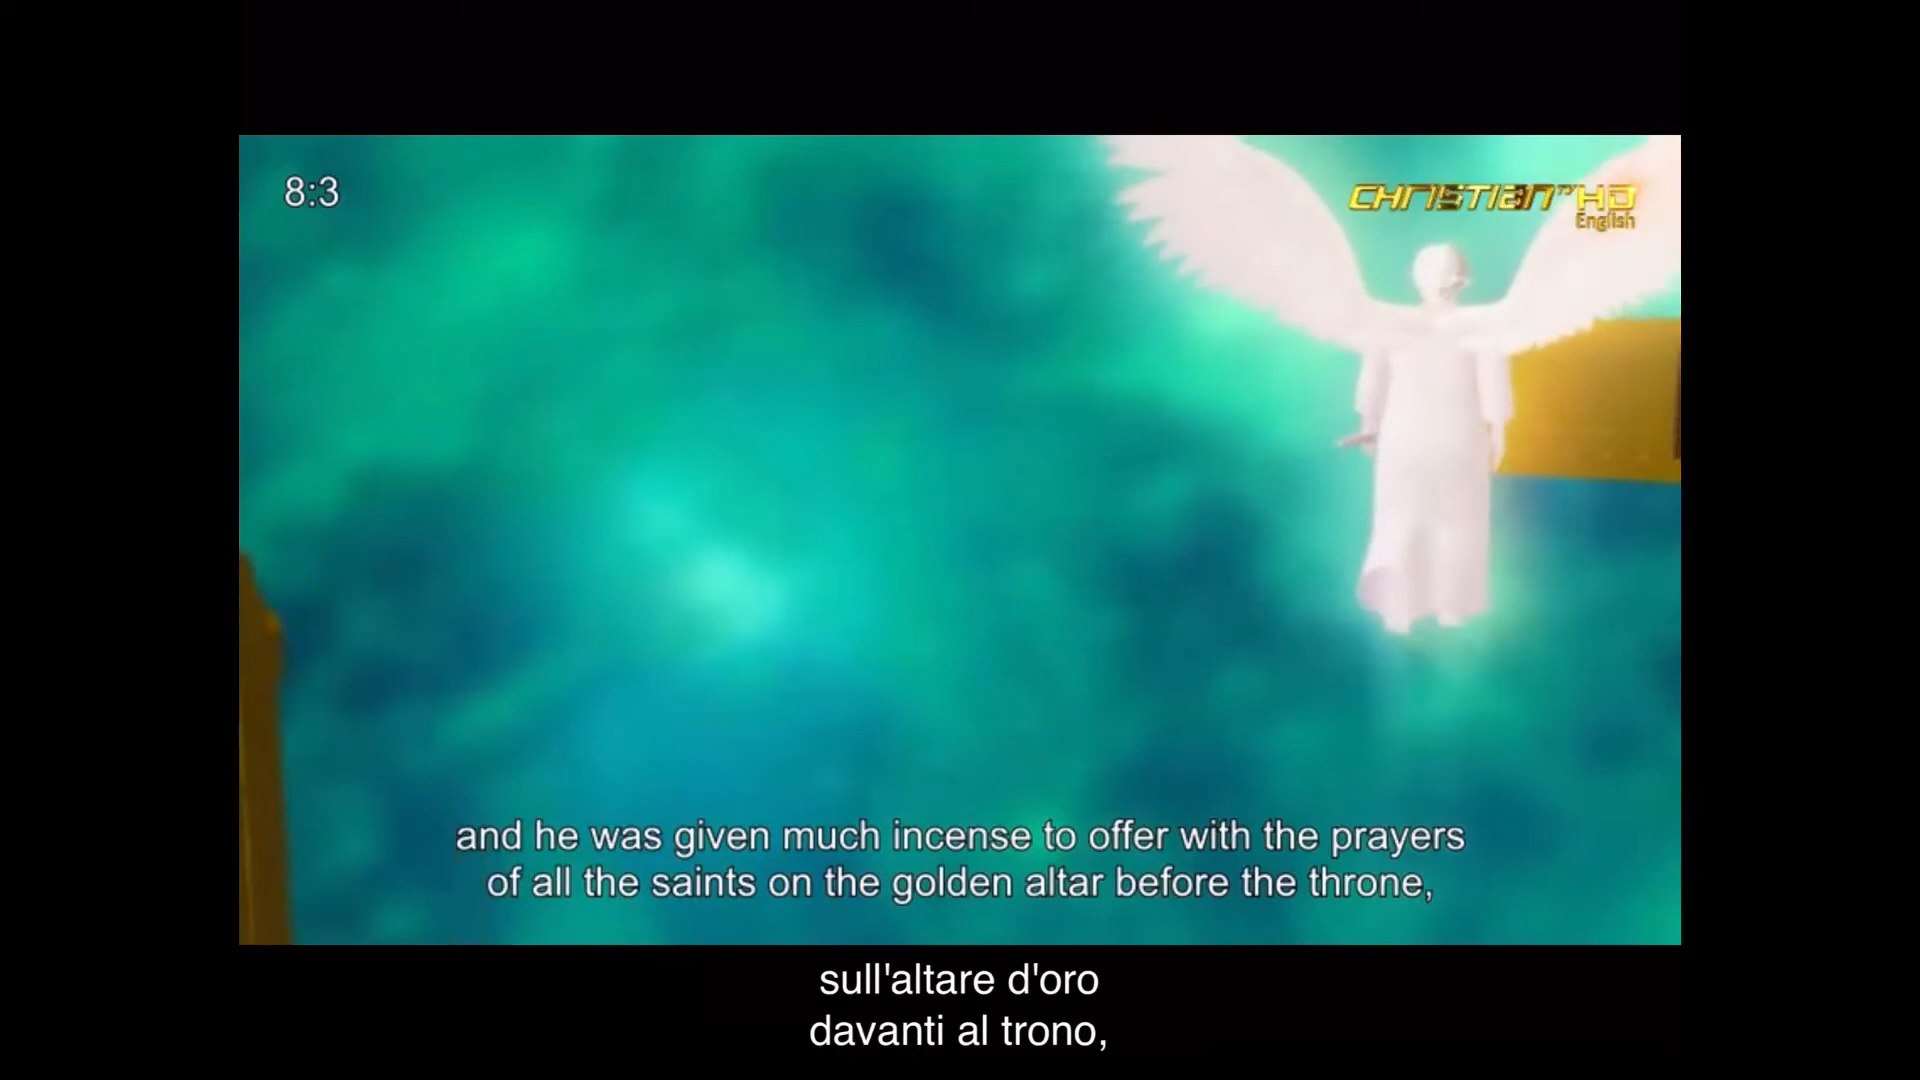 8:3
CHRISTIAN TV HD
English
and he was given much incense to offer with the prayers
of all the saints on the golden altar before the throne,
sull'altare d'oro
davanti al trono,